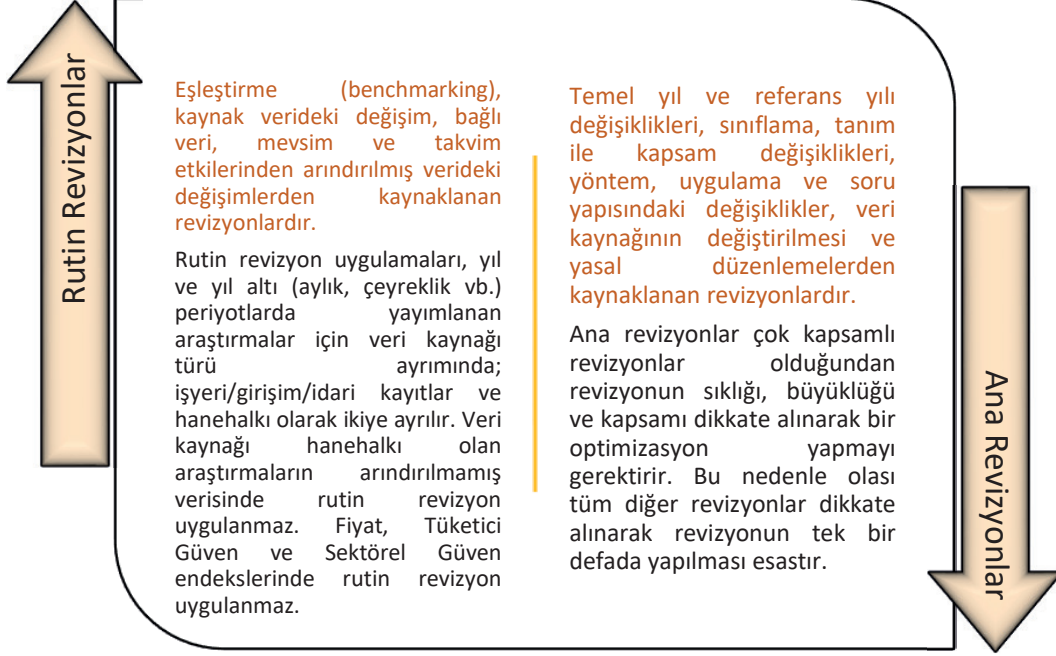 Rutin Revizyonlar
Eşleştirme (benchmarking),
kaynak verideki değişim, bağlı
veri, mevsim ve takvim
etkilerinden arındırılmış verideki
değişimlerden kaynaklanan
revizyonlardır.
Rutin revizyon uygulamaları, yıl
ve yıl altı (aylık, çeyreklik vb.)
periyotlarda yayımlanan
araştırmalar için veri kaynağı
türü ayrımında;
işyeri/girişim/idari kayıtlar ve
hanehalkı olarak ikiye ayrılır. Veri
kaynağı hanehalkı olan
araştırmaların arındırılmamış
verisinde rutin revizyon
uygulanmaz. Fiyat, Tüketici
Güven ve Sektörel Güven
endekslerinde rutin revizyon
uygulanmaz.
Temel yıl ve referans yılı
değişiklikleri, sınıflama, tanım
ile kapsam değişiklikleri,
yöntem, uygulama ve soru
yapısındaki değişiklikler, veri
kaynağının değiştirilmesi ve
yasal düzenlemelerden
kaynaklanan revizyonlardır.
Ana revizyonlar çok kapsamlı
revizyonlar olduğundan
revizyonun sıklığı, büyüklüğü
ve kapsamı dikkate alınarak bir
optimizasyon yapmayı
gerektirir. Bu nedenle olası
tüm diğer revizyonlar dikkate
alınarak revizyonun tek bir
defada yapılması esastır.
Ana Revizyonlar